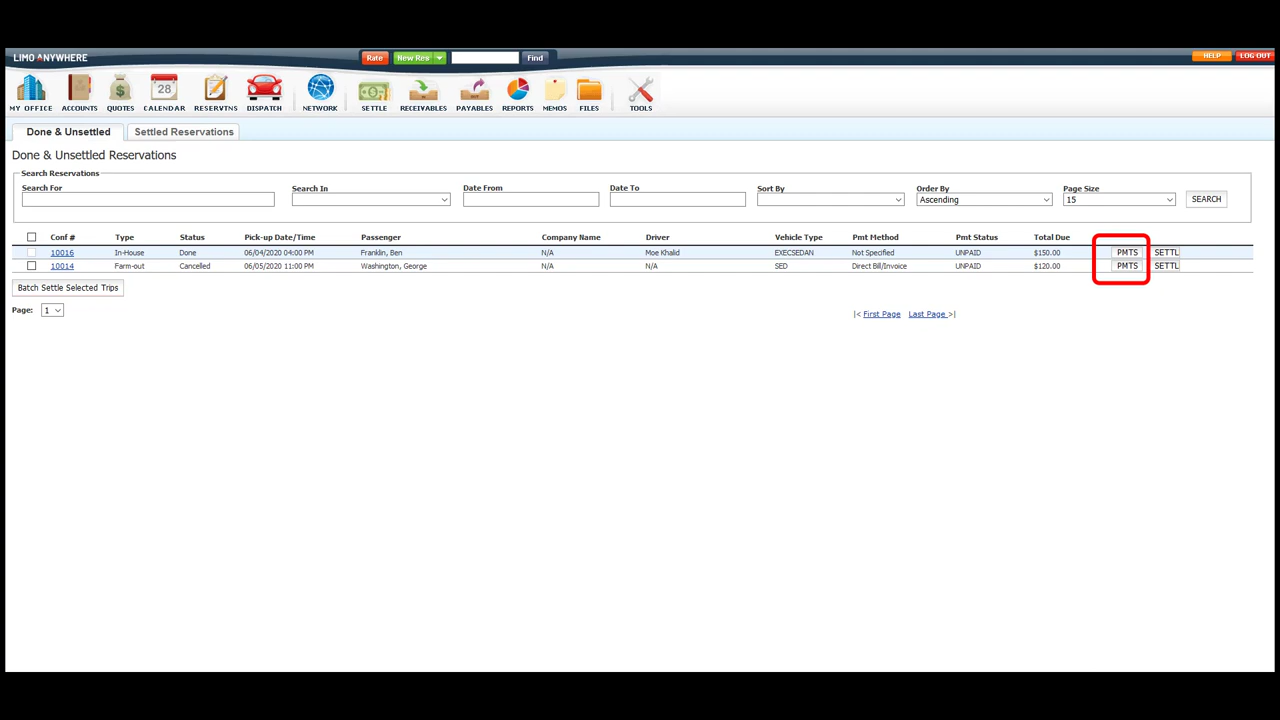 LIMO ANYWHERE
Rate New Res Find
HELP LOG OUT
28
MY OFFICE ACCOUNTS QUOTES CALENDAR RESERVTNS DISPATCH NETWORK SETTLE RECEIVABLES PAYABLES REPORTS MEMOS FILES TOOLS
Done & Unsettled Settled Reservations
Done & Unsettled Reservations
Search Reservations
Search For Search In Date From Date To Sort By Order By Page Size
Ascending 15 SEARCH
Conf # Type Status Pick-up Date/Time Passenger Company Name Driver Vehicle Type Pmt Method Pmt Status Total Due
10016 In-House Done 06/04/2020 04:00 PM Franklin, Ben N/A Moe Khalid EXECSEDAN Not Specified UNPAID $150.00 PMTS SETTL
10014 Farm-out Cancelled 06/05/2020 11:00 PM Washington, George N/A N/A SED Direct Bill/Invoice UNPAID $120.00 PMTS SETTL
Batch Settle Selected Trips
Page: 1 |< First Page Last Page >|